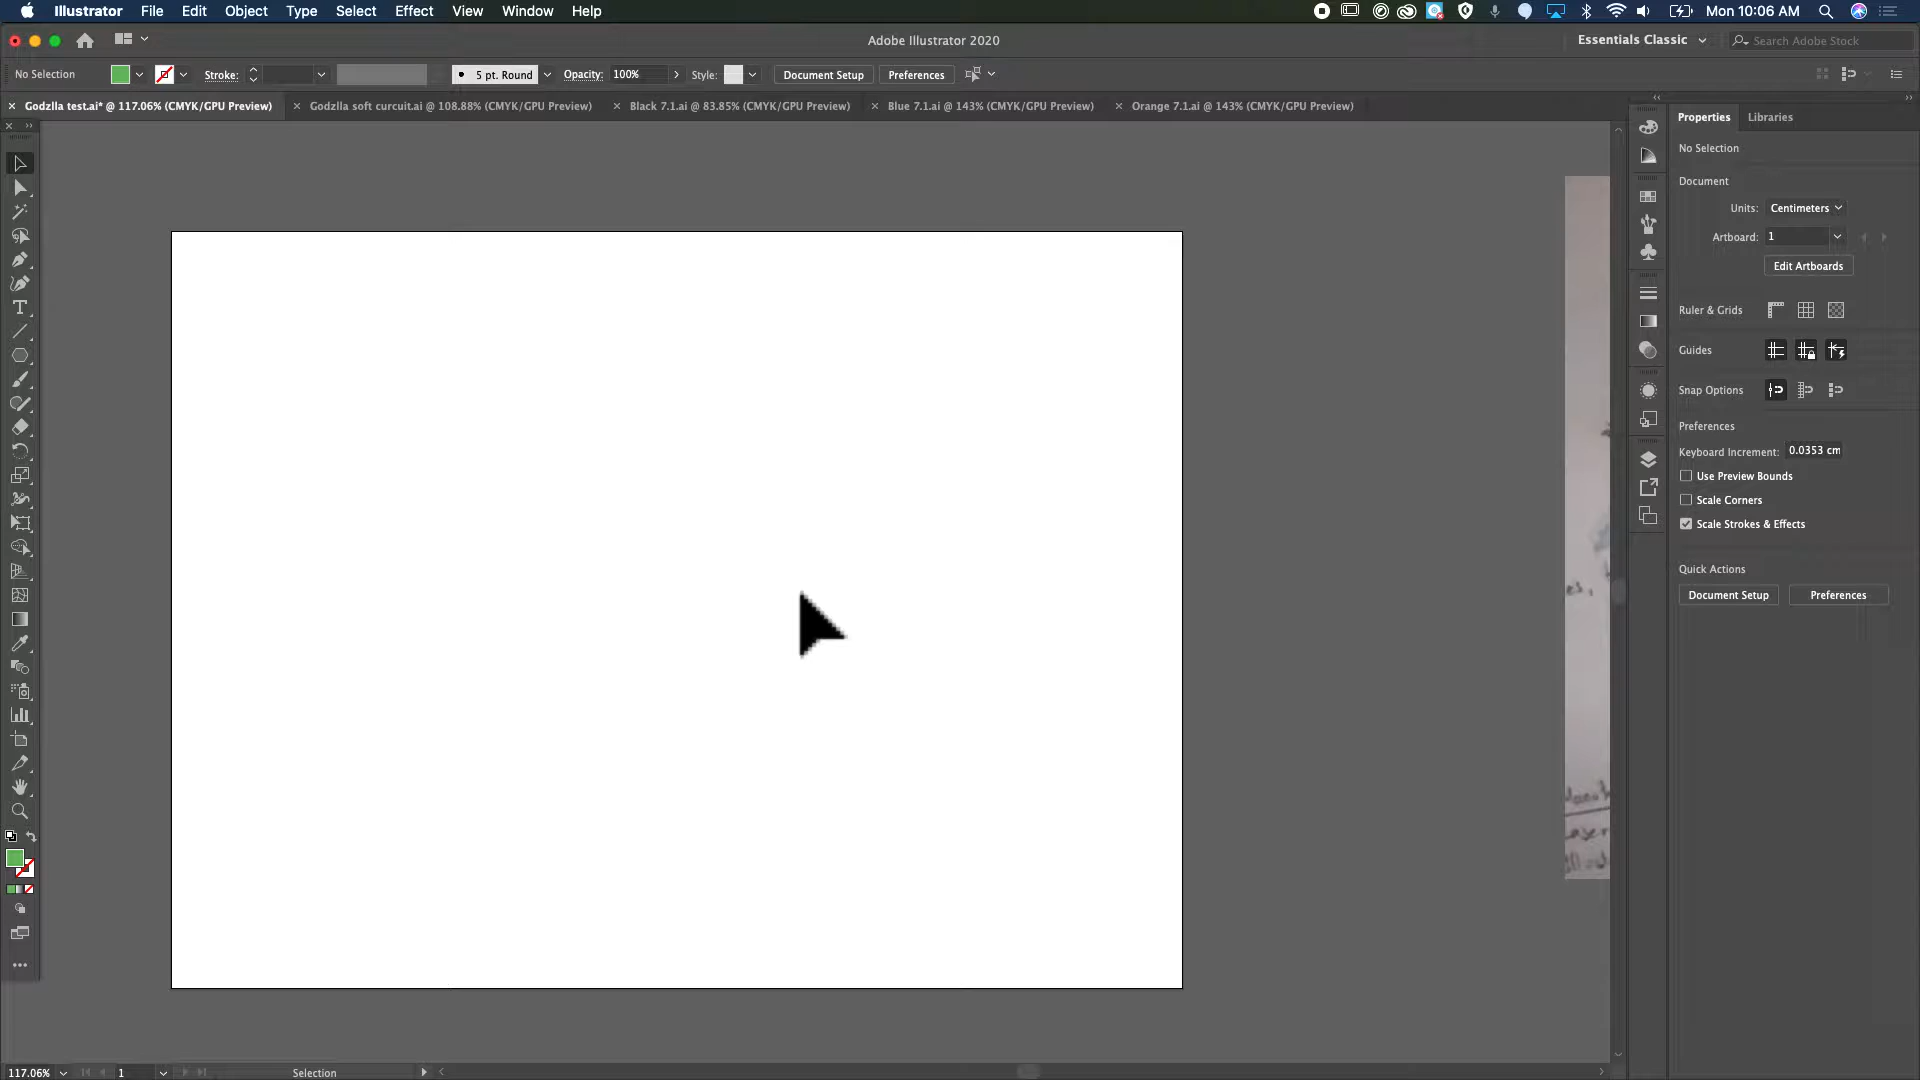 Illustrator File Edit Object Type Select Effect View Window Help Mon 10:06 AM
Adobe Illustrator 2020 Essentials Classic Search Adobe Stock
No Selection Stroke: 5 pt. Round Opacity: 100% Style: Document Setup Preferences
Godzlla test.ai* @ 117.06% (CMYK/GPU Preview) Godzlla soft curcuit.ai @ 108.88% (CMYK/GPU Preview) Black 7.1.ai @ 83.85% (CMYK/GPU Preview) Blue 7.1.ai @ 143% (CMYK/GPU Preview) Orange 7.1.ai @ 143% (CMYK/GPU Preview)
Properties Libraries
No Selection
Document
Units: Centimeters
Artboard: 1
Edit Artboards
Ruler & Grids
Guides
Snap Options
Preferences
Keyboard Increment: 0.0353 cm
Use Preview Bounds
Scale Corners
Scale Strokes & Effects
Quick Actions
Document Setup Preferences
117.06% 1 Selection